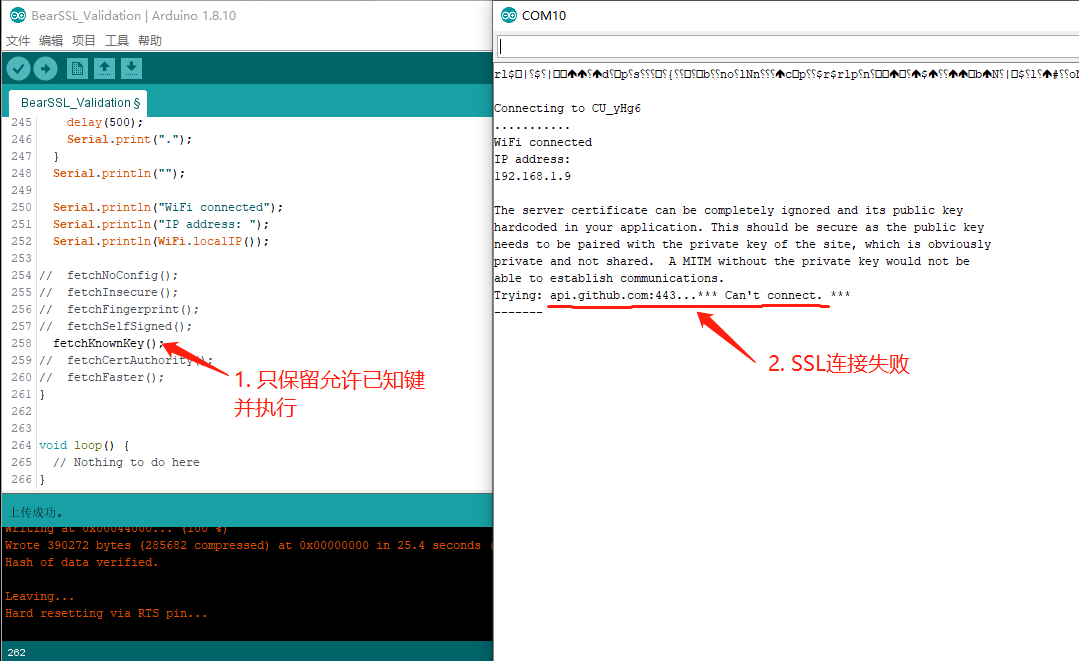 BearSSL_Validation | Arduino 1.8.10
文件 编辑 项目 工具 帮助
BearSSL_Validation §
245 delay(500);
246 Serial.print(".");
247 }
248 Serial.println("");
249
250 Serial.println("WiFi connected");
251 Serial.println("IP address: ");
252 Serial.println(WiFi.localIP());
253
254 // fetchNoConfig();
255 // fetchInsecure();
256 // fetchFingerprint();
257 // fetchSelfSigned();
258 fetchKnownKey();
259 // fetchCertAuthority();
260 // fetchFaster();
261 }
262
263
264 void loop() {
265 // Nothing to do here
266 }
1. 只保留允许已知键
并执行
上传成功。
Writing at 0x00044000... (100 %)
Wrote 390272 bytes (285682 compressed) at 0x00000000 in 25.4 seconds (
Hash of data verified.
Leaving...
Hard resetting via RTS pin...
262
COM10
Connecting to CU_yHg6
...........
WiFi connected
IP address:
192.168.1.9
The server certificate can be completely ignored and its public key
hardcoded in your application. This should be secure as the public key
needs to be paired with the private key of the site, which is obviously
private and not shared.  A MITM without the private key would not be
able to establish communications.
Trying: api.github.com:443...*** Can't connect. ***
-------
2. SSL连接失败